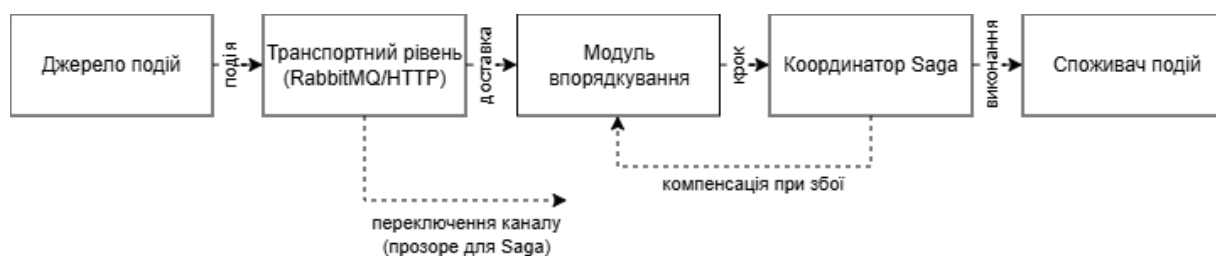 Джерело подій
подія
Транспортний рівень
(RabbitMQ/HTTP)
доставка
Модуль
впорядкування
крок
Координатор Saga
виконання
Споживач подій
компенсація при збої
переключення каналу
(прозоре для Saga)